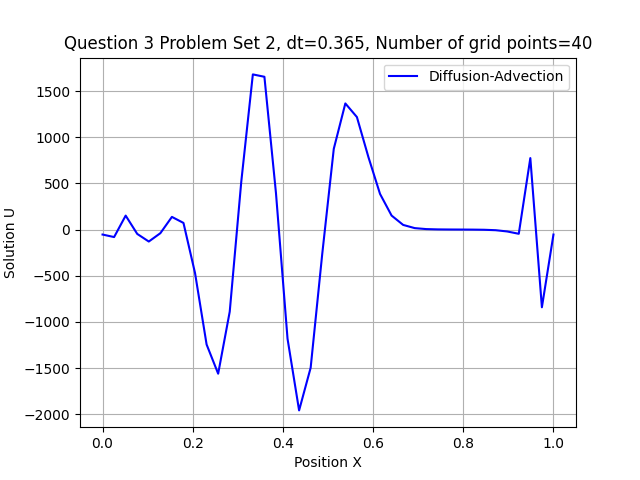 Question 3 Problem Set 2, dt=0.365, Number of grid points=40
Diffusion-Advection
1500
1000
500
0
−500
−1000
−1500
−2000
Solution U
0.0 0.2 0.4 0.6 0.8 1.0
Position X